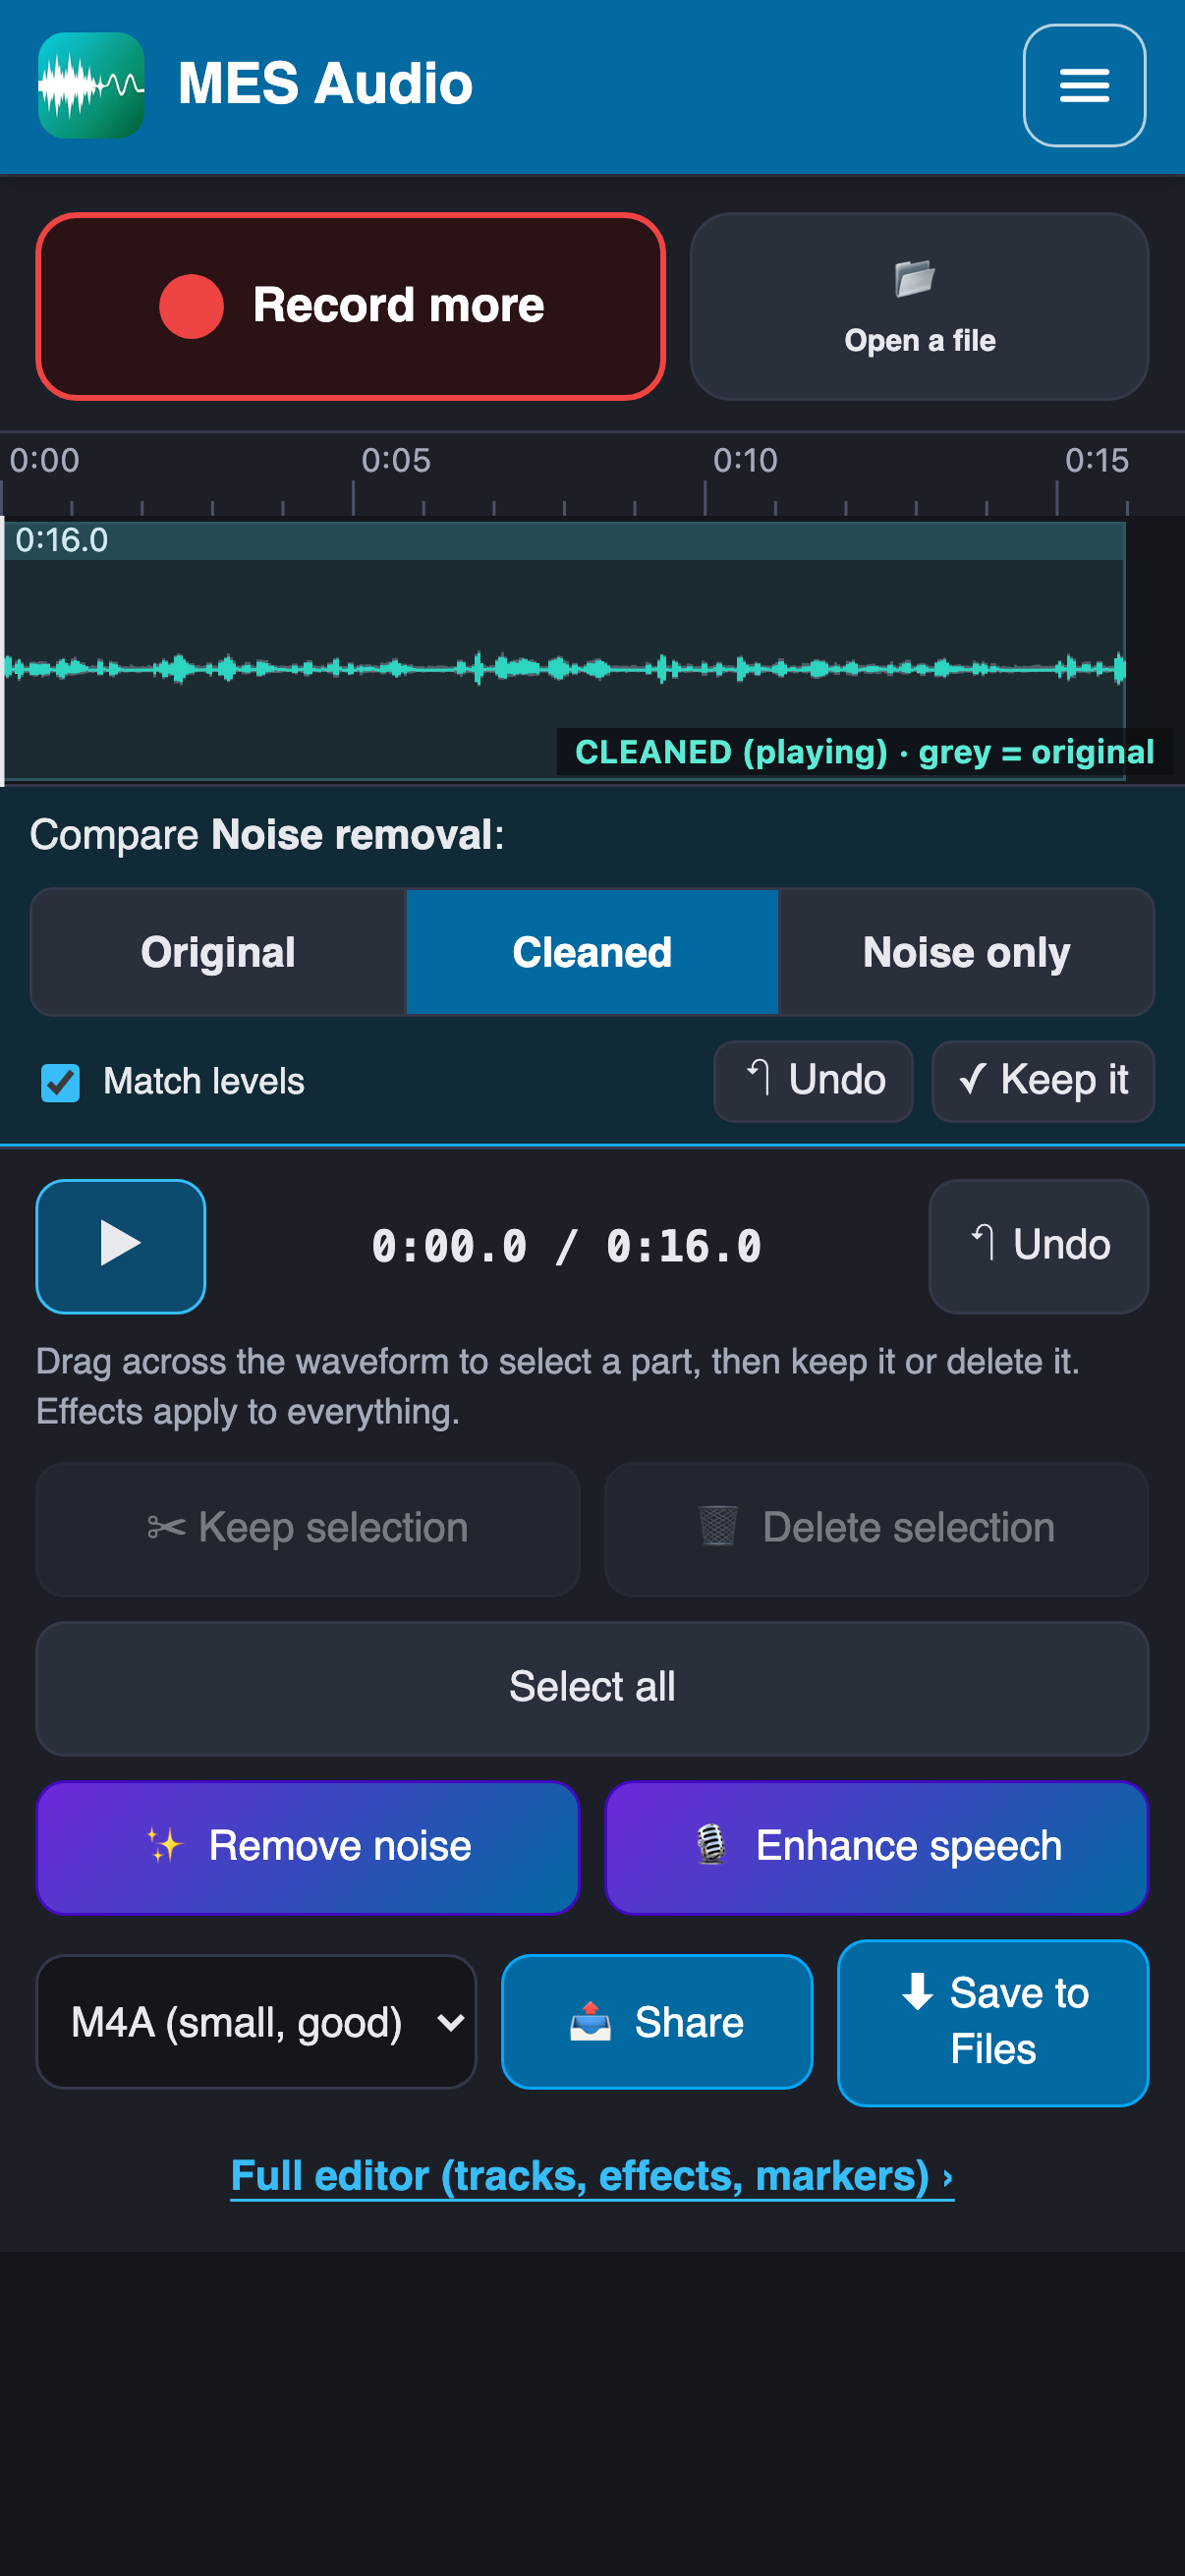 MES Audio
Record more
Open a file
0:00 0:05 0:10 0:15
0:16.0
CLEANED (playing) · grey = original
Compare Noise removal:
Original Cleaned Noise only
Match levels ↶ Undo ✓ Keep it
0:00.0 / 0:16.0 ↶ Undo
Drag across the waveform to select a part, then keep it or delete it.
Effects apply to everything.
✂ Keep selection 🗑 Delete selection
Select all
✨ Remove noise 🎙 Enhance speech
M4A (small, good) 📤 Share ⬇ Save to
Files
Full editor (tracks, effects, markers) ›